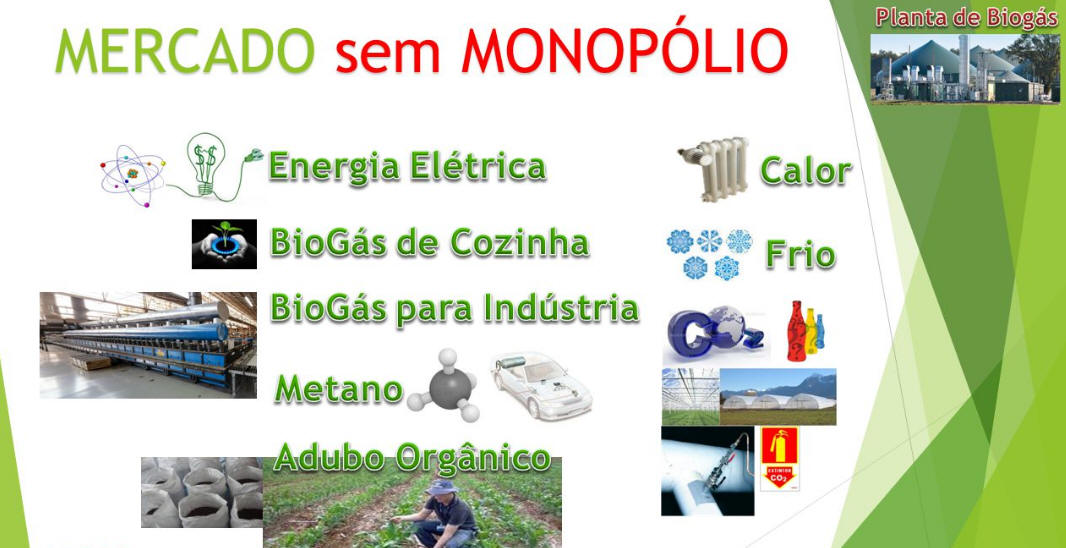 MERCADO sem MONOPÓLIO
Planta de Biogás
$$
Energia Elétrica
BioGás de Cozinha
BioGás para Indústria
Metano
Adubo Orgânico
Calor
Frio
CO₂
EXTINTOR
CO₂